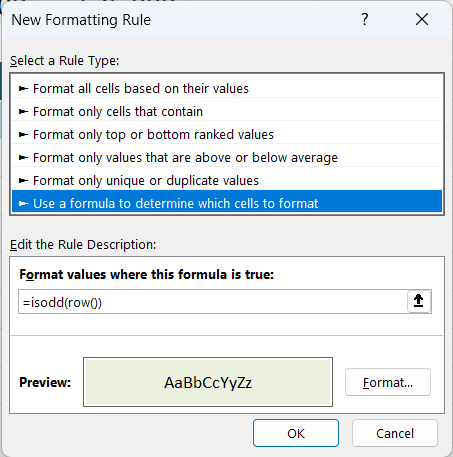 New Formatting Rule
?
Select a Rule Type:
► Format all cells based on their values
► Format only cells that contain
► Format only top or bottom ranked values
► Format only values that are above or below average
► Format only unique or duplicate values
► Use a formula to determine which cells to format
Edit the Rule Description:
Format values where this formula is true:
=isodd(row())
Preview:
AaBbCcYyZz
Format...
OK
Cancel